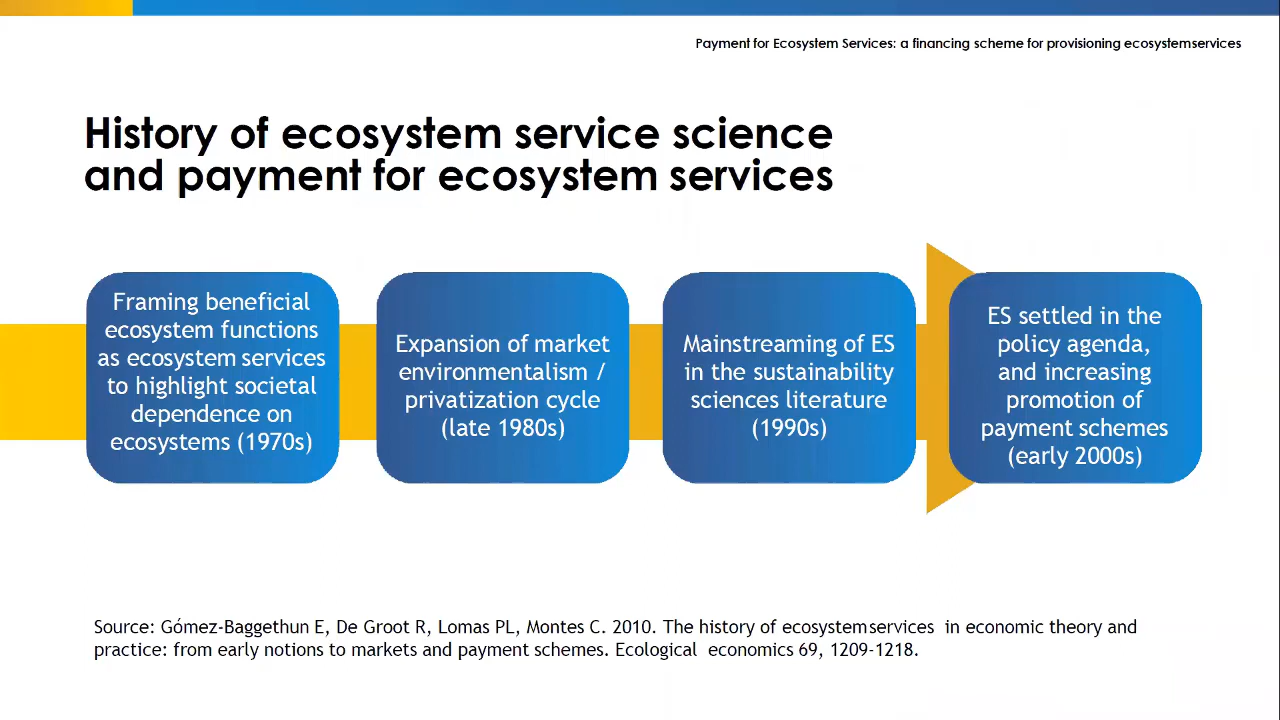 Payment for Ecosystem Services: a financing scheme for provisioning ecosystemservices
History of ecosystem service science
and payment for ecosystem services
Framing beneficial
ecosystem functions
as ecosystem services
to highlight societal
dependence on
ecosystems (1970s)
Expansion of market
environmentalism /
privatization cycle
(late 1980s)
Mainstreaming of ES
in the sustainability
sciences literature
(1990s)
ES settled in the
policy agenda,
and increasing
promotion of
payment schemes
(early 2000s)
Source: Gómez-Baggethun E, De Groot R, Lomas PL, Montes C. 2010. The history of ecosystemservices in economic theory and
practice: from early notions to markets and payment schemes. Ecological economics 69, 1209-1218.